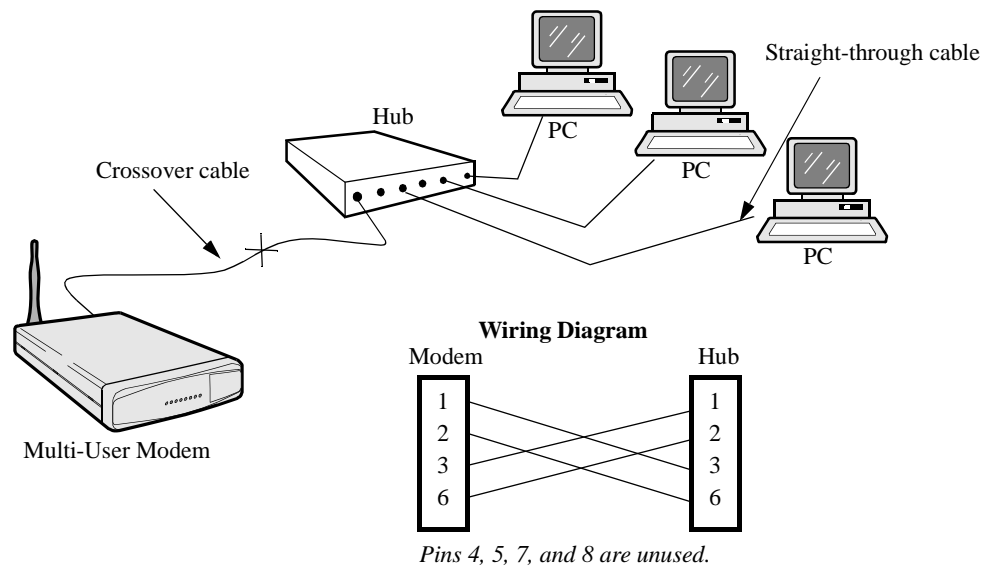 Straight-through cable
PC
Hub
PC
Crossover cable
PC
Wiring Diagram
Modem Hub
1 1
2 2
3 3
6 6
Multi-User Modem
Pins 4, 5, 7, and 8 are unused.